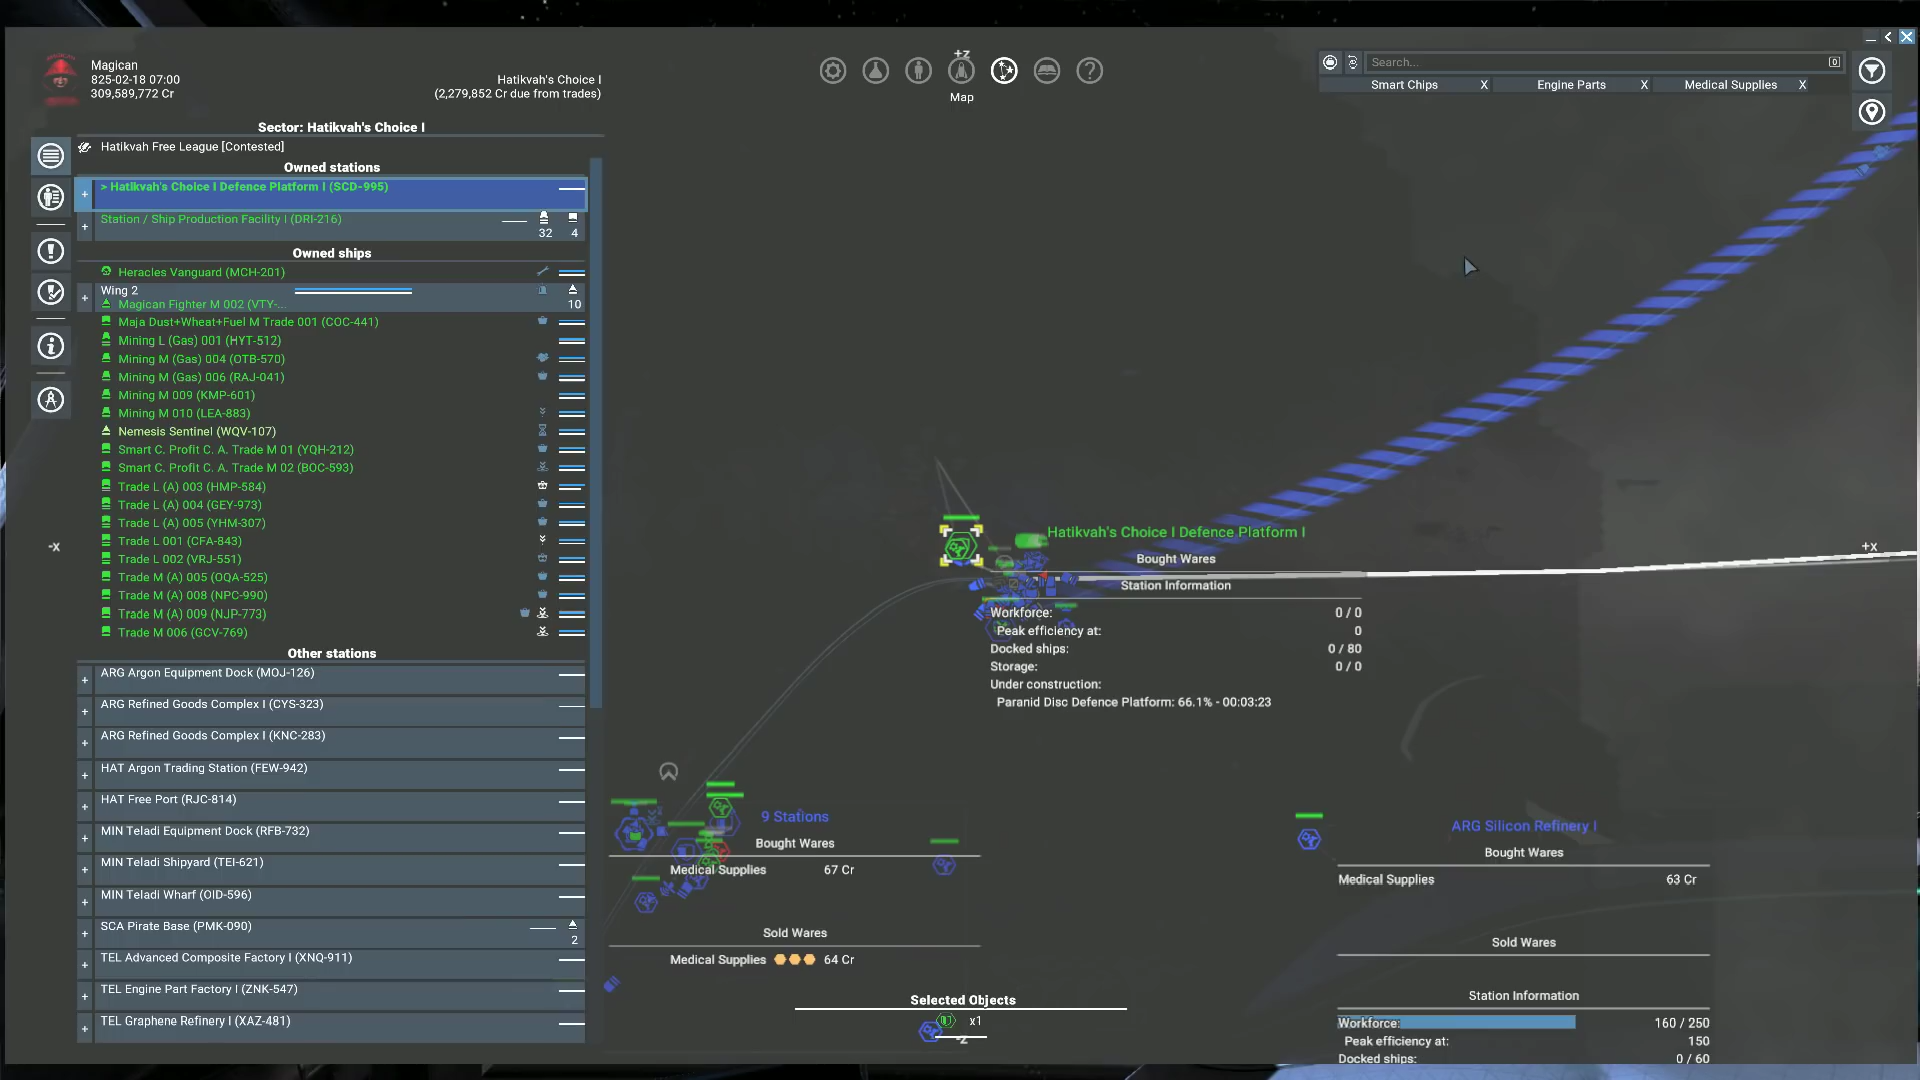 Magican
825-02-18 07:00
309,589,772 Cr
Hatikvah's Choice I
(2,279,852 Cr due from trades)
+z
Map
Search...
Smart Chips X
Engine Parts X
Medical Supplies X
Sector: Hatikvah's Choice I
Hatikvah Free League [Contested]
Owned stations
> Hatikvah's Choice I Defence Platform I (SCD-995)
Station / Ship Production Facility I (DRI-216)
32 4
Owned ships
Heracles Vanguard (MCH-201)
Wing 2
Magican Fighter M 002 (VTY-...
10
Maja Dust+Wheat+Fuel M Trade 001 (COC-441)
Mining L (Gas) 001 (HYT-512)
Mining M (Gas) 004 (OTB-570)
Mining M (Gas) 006 (RAJ-041)
Mining M 009 (KMP-601)
Mining M 010 (LEA-883)
Nemesis Sentinel (WQV-107)
Smart C. Profit C. A. Trade M 01 (YQH-212)
Smart C. Profit C. A. Trade M 02 (BOC-593)
Trade L (A) 003 (HMP-584)
Trade L (A) 004 (GEY-973)
Trade L (A) 005 (YHM-307)
Trade L 001 (CFA-843)
Trade L 002 (VRJ-551)
Trade M (A) 005 (OQA-525)
Trade M (A) 008 (NPC-990)
Trade M (A) 009 (NJP-773)
Trade M 006 (GCV-769)
Other stations
ARG Argon Equipment Dock (MOJ-126)
ARG Refined Goods Complex I (CYS-323)
ARG Refined Goods Complex I (KNC-283)
HAT Argon Trading Station (FEW-942)
HAT Free Port (RJC-814)
MIN Teladi Equipment Dock (RFB-732)
MIN Teladi Shipyard (TEI-621)
MIN Teladi Wharf (OID-596)
SCA Pirate Base (PMK-090)
2
TEL Advanced Composite Factory I (XNQ-911)
TEL Engine Part Factory I (ZNK-547)
TEL Graphene Refinery I (XAZ-481)
-x
+x
Hatikvah's Choice I Defence Platform I
Bought Wares
Station Information
Workforce: 0 / 0
Peak efficiency at: 0
Docked ships: 0 / 80
Storage: 0 / 0
Under construction:
Paranid Disc Defence Platform: 66.1% - 00:03:23
9 Stations
Bought Wares
Medical Supplies 67 Cr
Sold Wares
Medical Supplies 64 Cr
ARG Silicon Refinery I
Bought Wares
Medical Supplies 63 Cr
Sold Wares
Station Information
Workforce: 160 / 250
Peak efficiency at: 150
Docked ships: 0 / 60
Selected Objects
x1
-z